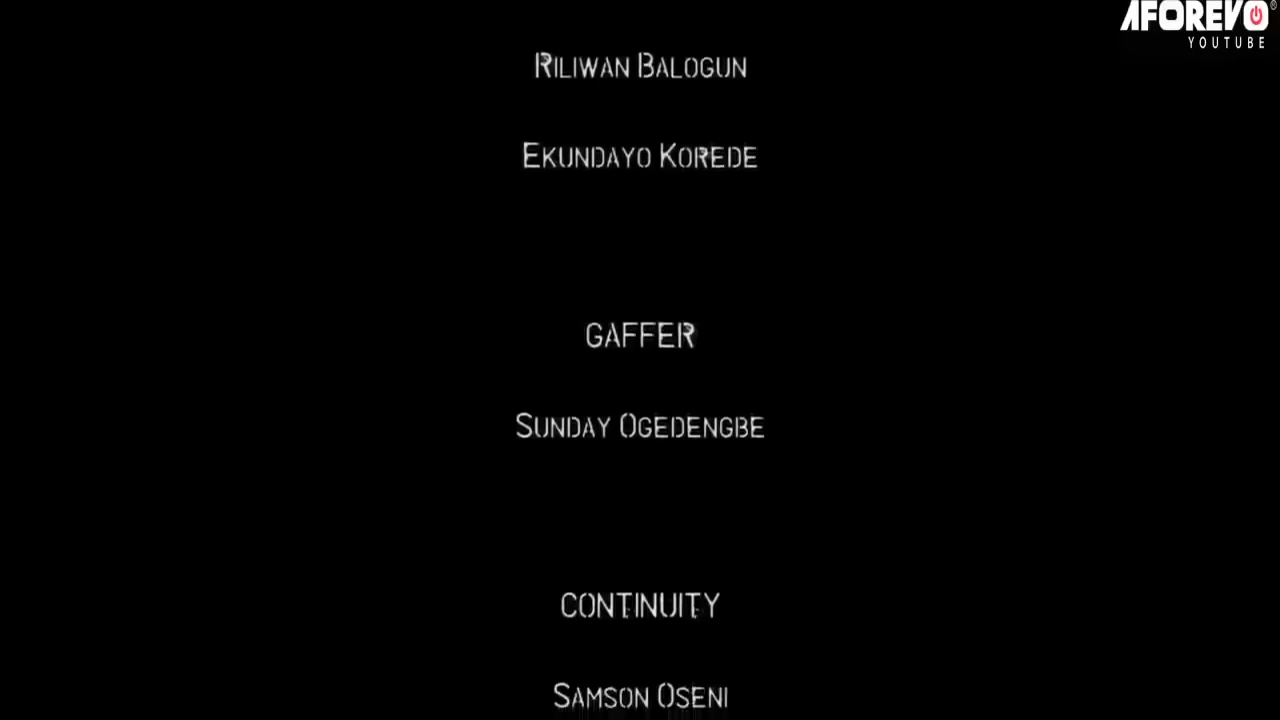 AFOREVO
YOUTUBE
RILIWAN BALOGUN
EKUNDAYO KOREDE
GAFFER
SUNDAY OGEDENGBE
CONTINUITY
SAMSON OSENI